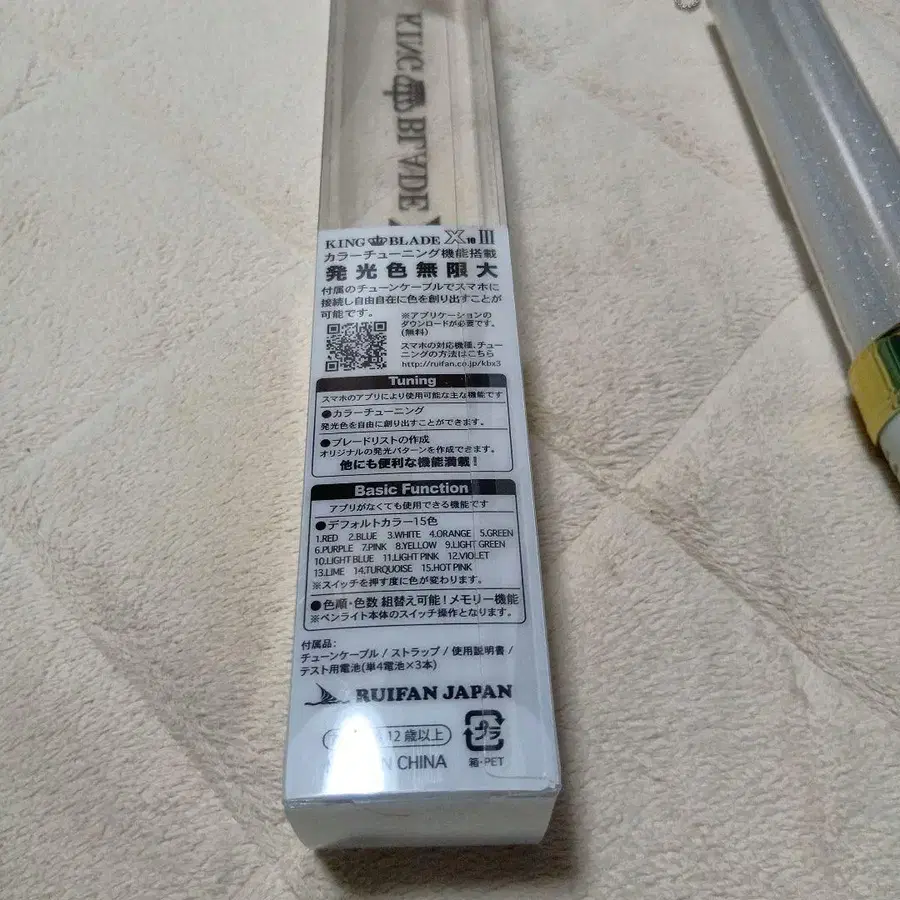 KING BLADE
KING BLADE X10 III
カラーチューニング機能搭載
発光色無限大
付属のチューンケーブルでスマホに
接続し自由自在に色を創り出すことが
可能です。
※アプリケーションの
ダウンロードが必要です。
(無料)
スマホの対応機種、チュー
ニングの方法はこちら
http://ruifan.co.jp/kbx3
Tuning
スマホのアプリにより使用可能な主な機能です
●カラーチューニング
発光色を自由に創り出すことができます。
●ブレードリストの作成
オリジナルの発光パターンを作成できます。
他にも便利な機能満載!
Basic Function
アプリがなくても使用できる機能です
●デフォルトカラー15色
1.RED 2.BLUE 3.WHITE 4.ORANGE 5.GREEN
6.PURPLE 7.PINK 8.YELLOW 9.LIGHT GREEN
10.LIGHT BLUE 11.LIGHT PINK 12.VIOLET
13.LIME 14.TURQUOISE 15.HOT PINK
※スイッチを押す度に色が変わります。
●色順・色数 組替え可能!メモリー機能
※ペンライト本体のスイッチ操作となります。
付属品:
チューンケーブル / ストラップ / 使用説明書 /
テスト用電池(単4電池×3本)
RUIFAN JAPAN
12歳以上
プラ
CHINA
箱・PET